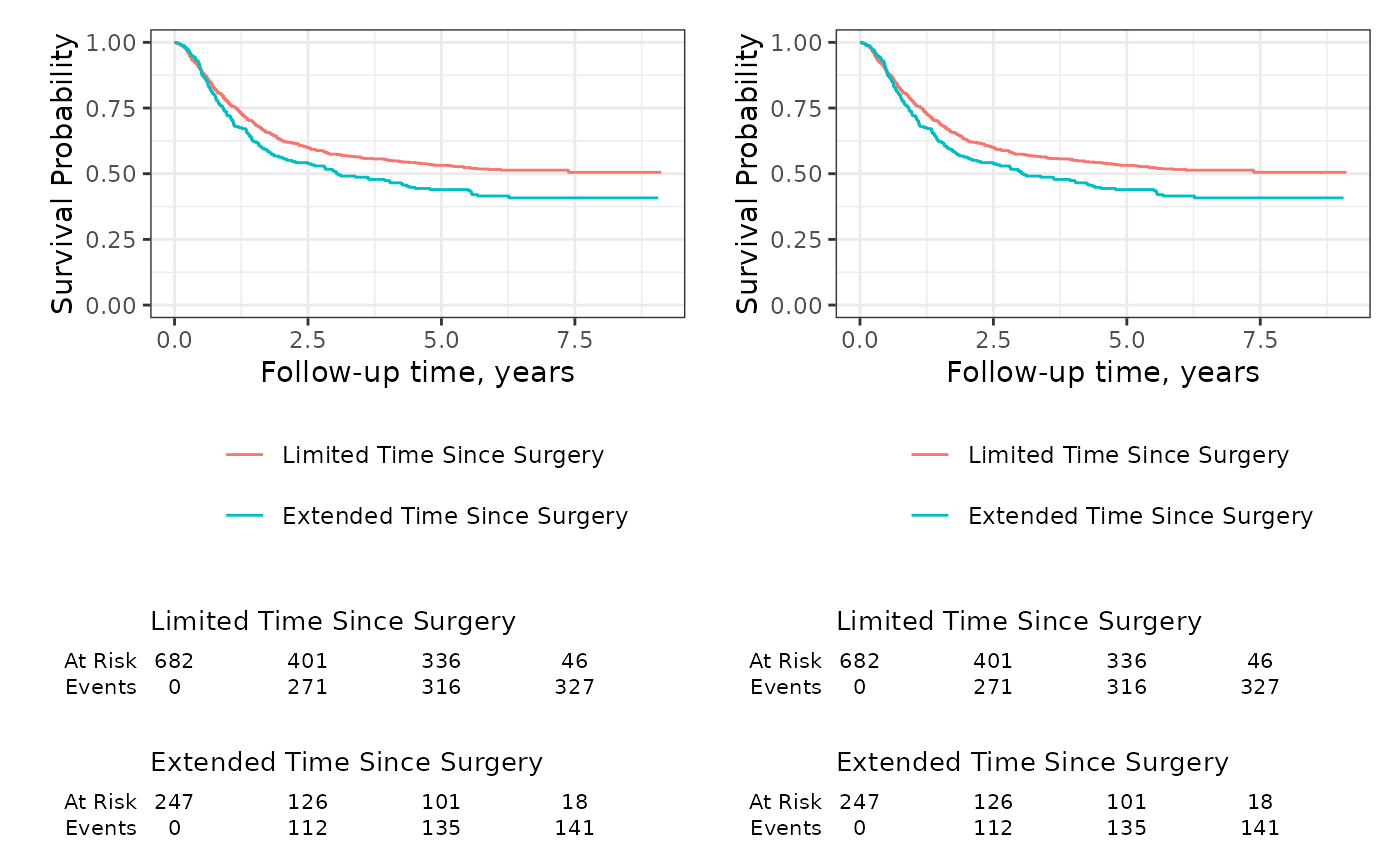 Survival Probability
1.00
0.75
0.50
0.25
0.00
0.0 2.5 5.0 7.5
Follow-up time, years
Limited Time Since Surgery
Extended Time Since Surgery
Limited Time Since Surgery
At Risk 682 401 336 46
Events 0 271 316 327
Extended Time Since Surgery
At Risk 247 126 101 18
Events 0 112 135 141
Survival Probability
1.00
0.75
0.50
0.25
0.00
0.0 2.5 5.0 7.5
Follow-up time, years
Limited Time Since Surgery
Extended Time Since Surgery
Limited Time Since Surgery
At Risk 682 401 336 46
Events 0 271 316 327
Extended Time Since Surgery
At Risk 247 126 101 18
Events 0 112 135 141